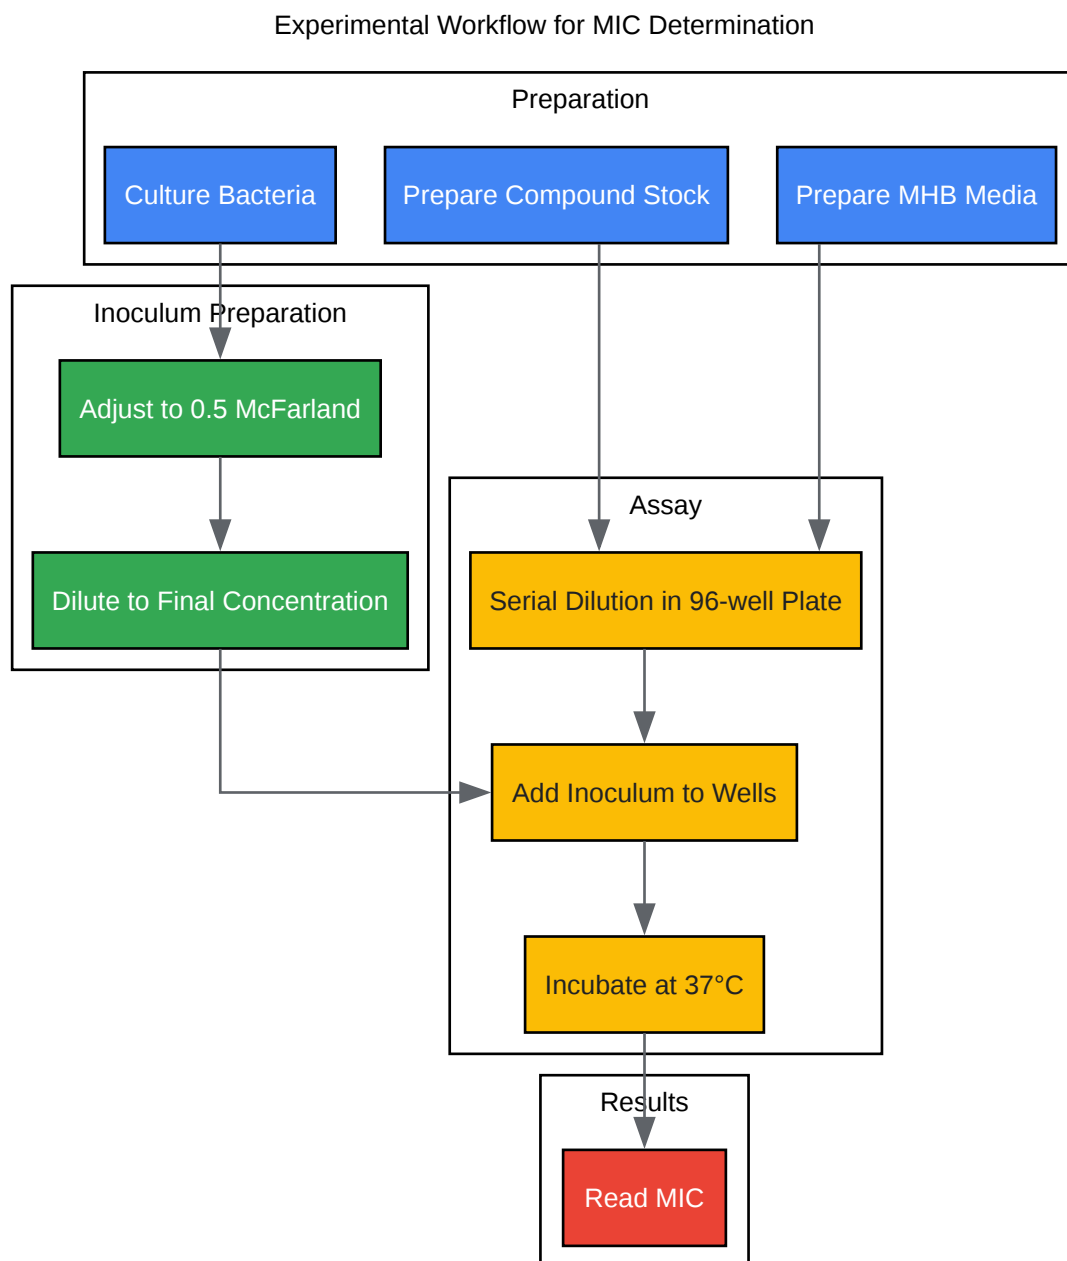 Experimental Workflow for MIC Determination
Preparation
Culture Bacteria
Prepare Compound Stock
Prepare MHB Media
Inoculum Preparation
Adjust to 0.5 McFarland
Dilute to Final Concentration
Assay
Serial Dilution in 96-well Plate
Add Inoculum to Wells
Incubate at 37°C
Results
Read MIC